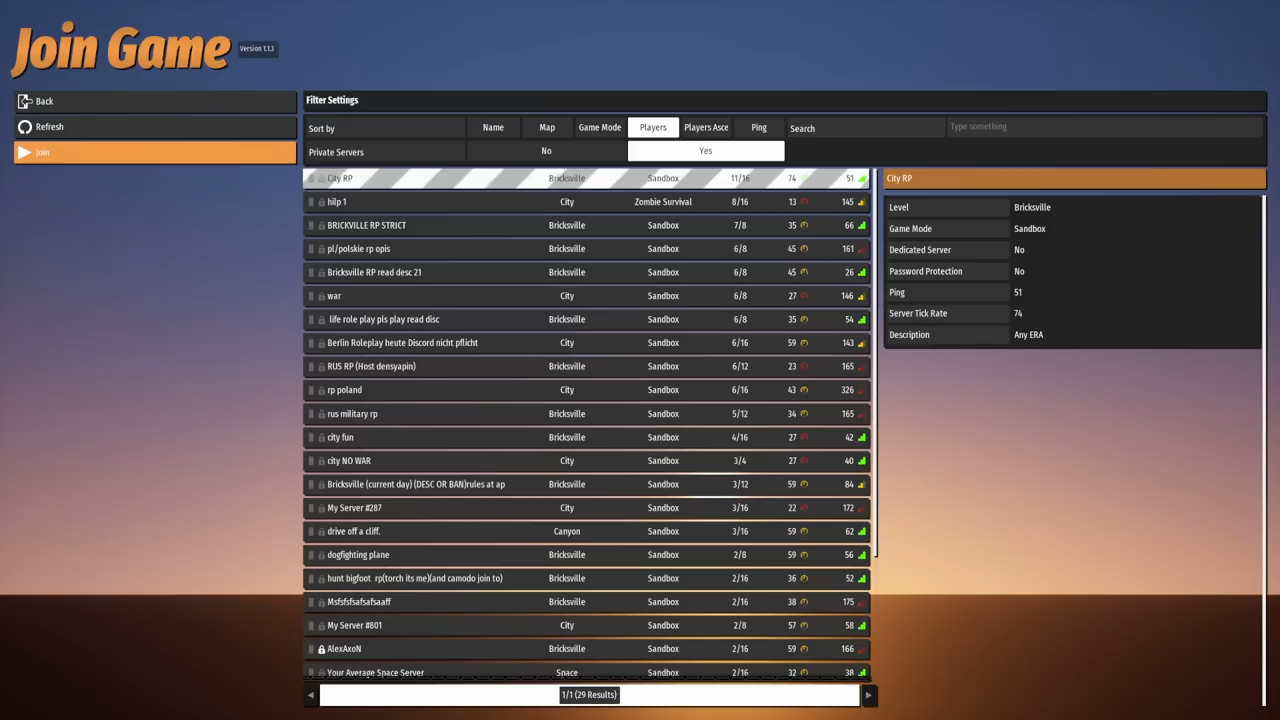 Join Game
Version 1.1.3
Back
Refresh
Join
Filter Settings
Sort by Name Map Game Mode Players Players Asce Ping Search Type something
Private Servers No Yes
City RP Bricksville Sandbox 11/16 74 51
hilp 1 City Zombie Survival 8/16 13 145
BRICKVILLE RP STRICT Bricksville Sandbox 7/8 35 66
pl/polskie rp opis Bricksville Sandbox 6/8 45 161
Bricksville RP read desc 21 Bricksville Sandbox 6/8 45 26
war City Sandbox 6/8 27 146
life role play pls play read disc Bricksville Sandbox 6/8 35 54
Berlin Roleplay heute Discord nicht pflicht City Sandbox 6/16 59 143
RUS RP (Host densyapin) Bricksville Sandbox 6/12 23 165
rp poland City Sandbox 6/16 43 326
rus military rp Bricksville Sandbox 5/12 34 165
city fun Bricksville Sandbox 4/16 27 42
city NO WAR City Sandbox 3/4 27 40
Bricksville (current day) (DESC OR BAN)rules at ap Bricksville Sandbox 3/12 59 84
My Server #287 City Sandbox 3/16 22 172
drive off a cliff. Canyon Sandbox 3/16 59 62
dogfighting plane Bricksville Sandbox 2/8 59 56
hunt bigfoot rp(torch its me)(and camodo join to) Bricksville Sandbox 2/16 36 52
Msfsfsfsafsafsaaff Bricksville Sandbox 2/16 38 175
My Server #801 City Sandbox 2/8 57 58
AlexAxoN Bricksville Sandbox 2/16 59 166
Your Average Space Server Space Sandbox 2/16 32 38
1/1 (29 Results)
City RP
Level Bricksville
Game Mode Sandbox
Dedicated Server No
Password Protection No
Ping 51
Server Tick Rate 74
Description Any ERA